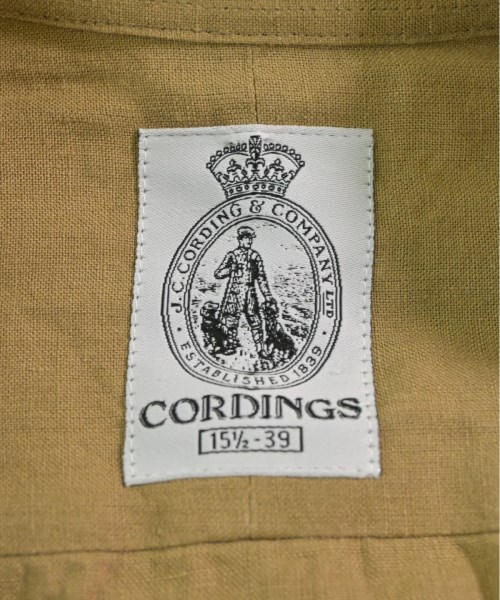 · J.C. CORDING & COMPANY LTD ·
ESTABLISHED 1839
CORDINGS
15½-39